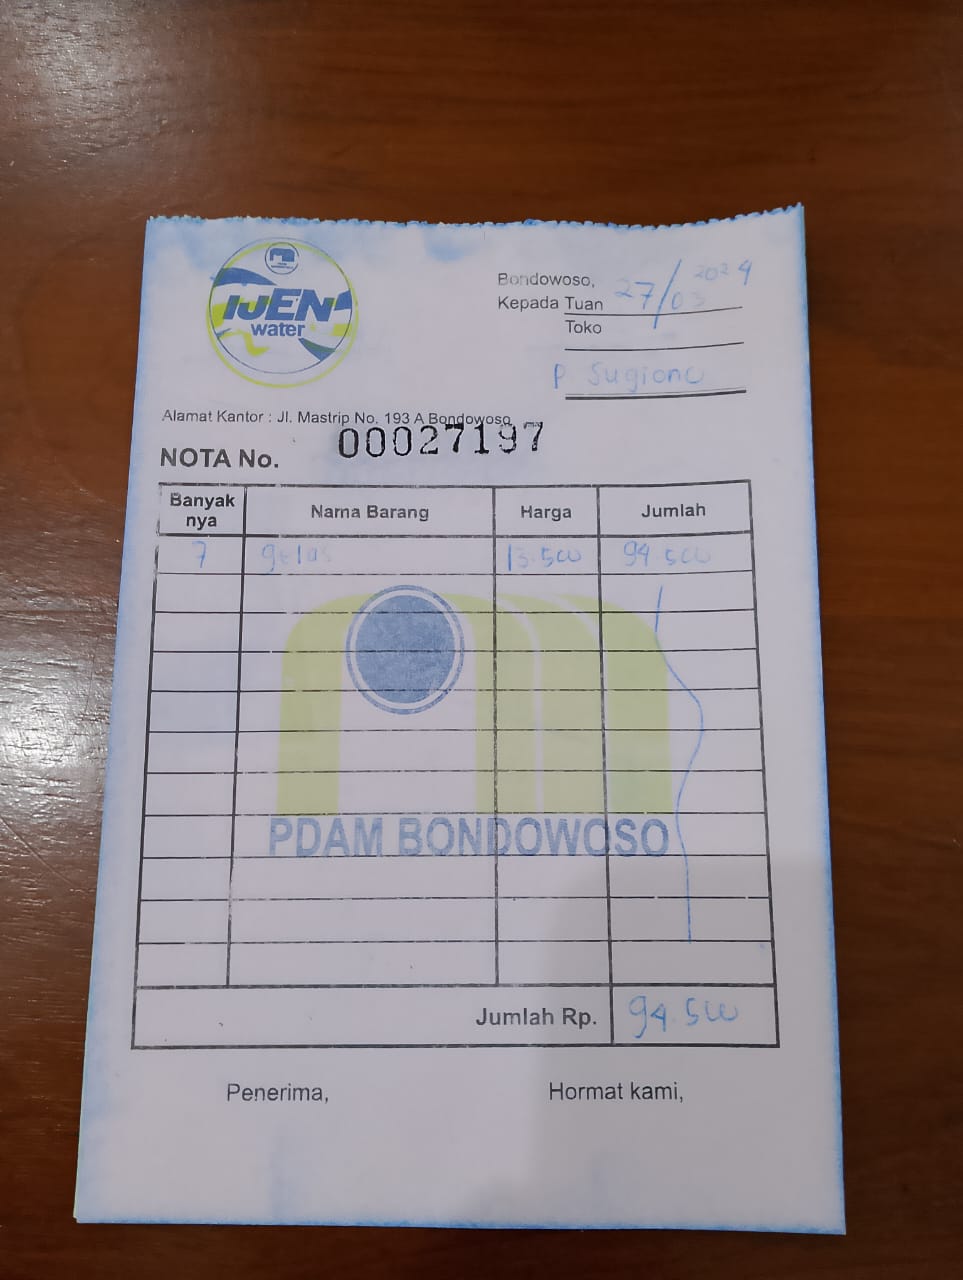 IJEN
water
Bondowoso, 27/03 2024
Kepada Tuan
Toko
P Sugiono
Alamat Kantor : Jl. Mastrip No. 193 A Bondowoso
NOTA No. 00027197
Banyak nya Nama Barang Harga Jumlah
7 gelas 13.500 94.500
PDAM BONDOWOSO
Jumlah Rp. 94.500
Penerima, Hormat kami,